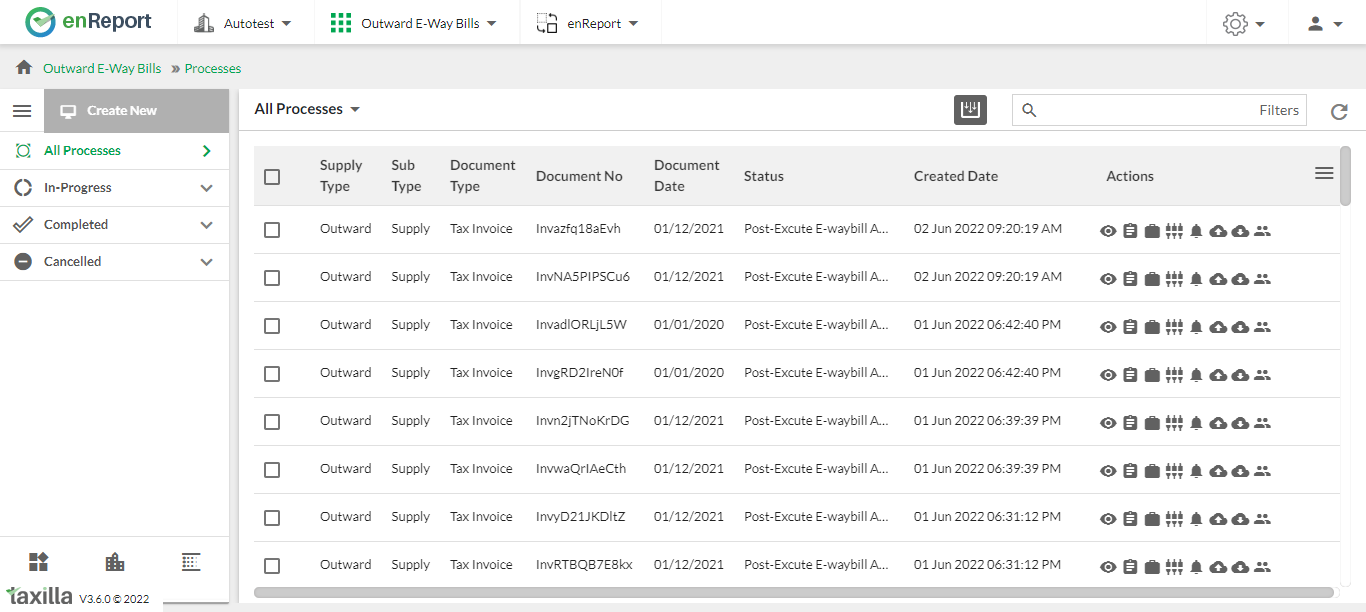 enReport Autotest Outward E-Way Bills enReport
Outward E-Way Bills » Processes
Create New
All Processes
In-Progress
Completed
Cancelled
All Processes Filters
Supply Type Sub Type Document Type Document No Document Date Status Created Date Actions
Outward Supply Tax Invoice Invazfq18aEvh 01/12/2021 Post-Excute E-waybill A... 02 Jun 2022 09:20:19 AM
Outward Supply Tax Invoice InvNA5PIPSCu6 01/12/2021 Post-Excute E-waybill A... 02 Jun 2022 09:20:19 AM
Outward Supply Tax Invoice InvadlORLjL5W 01/01/2020 Post-Excute E-waybill A... 01 Jun 2022 06:42:40 PM
Outward Supply Tax Invoice InvgRD2IreN0f 01/01/2020 Post-Excute E-waybill A... 01 Jun 2022 06:42:40 PM
Outward Supply Tax Invoice Invn2jTNoKrDG 01/12/2021 Post-Excute E-waybill A... 01 Jun 2022 06:39:39 PM
Outward Supply Tax Invoice InvwaQrIAeCth 01/12/2021 Post-Excute E-waybill A... 01 Jun 2022 06:39:39 PM
Outward Supply Tax Invoice InvyD21JKDltZ 01/12/2021 Post-Excute E-waybill A... 01 Jun 2022 06:31:12 PM
Outward Supply Tax Invoice InvRTBQB7E8kx 01/12/2021 Post-Excute E-waybill A... 01 Jun 2022 06:31:12 PM
taxilla V3.6.0 © 2022